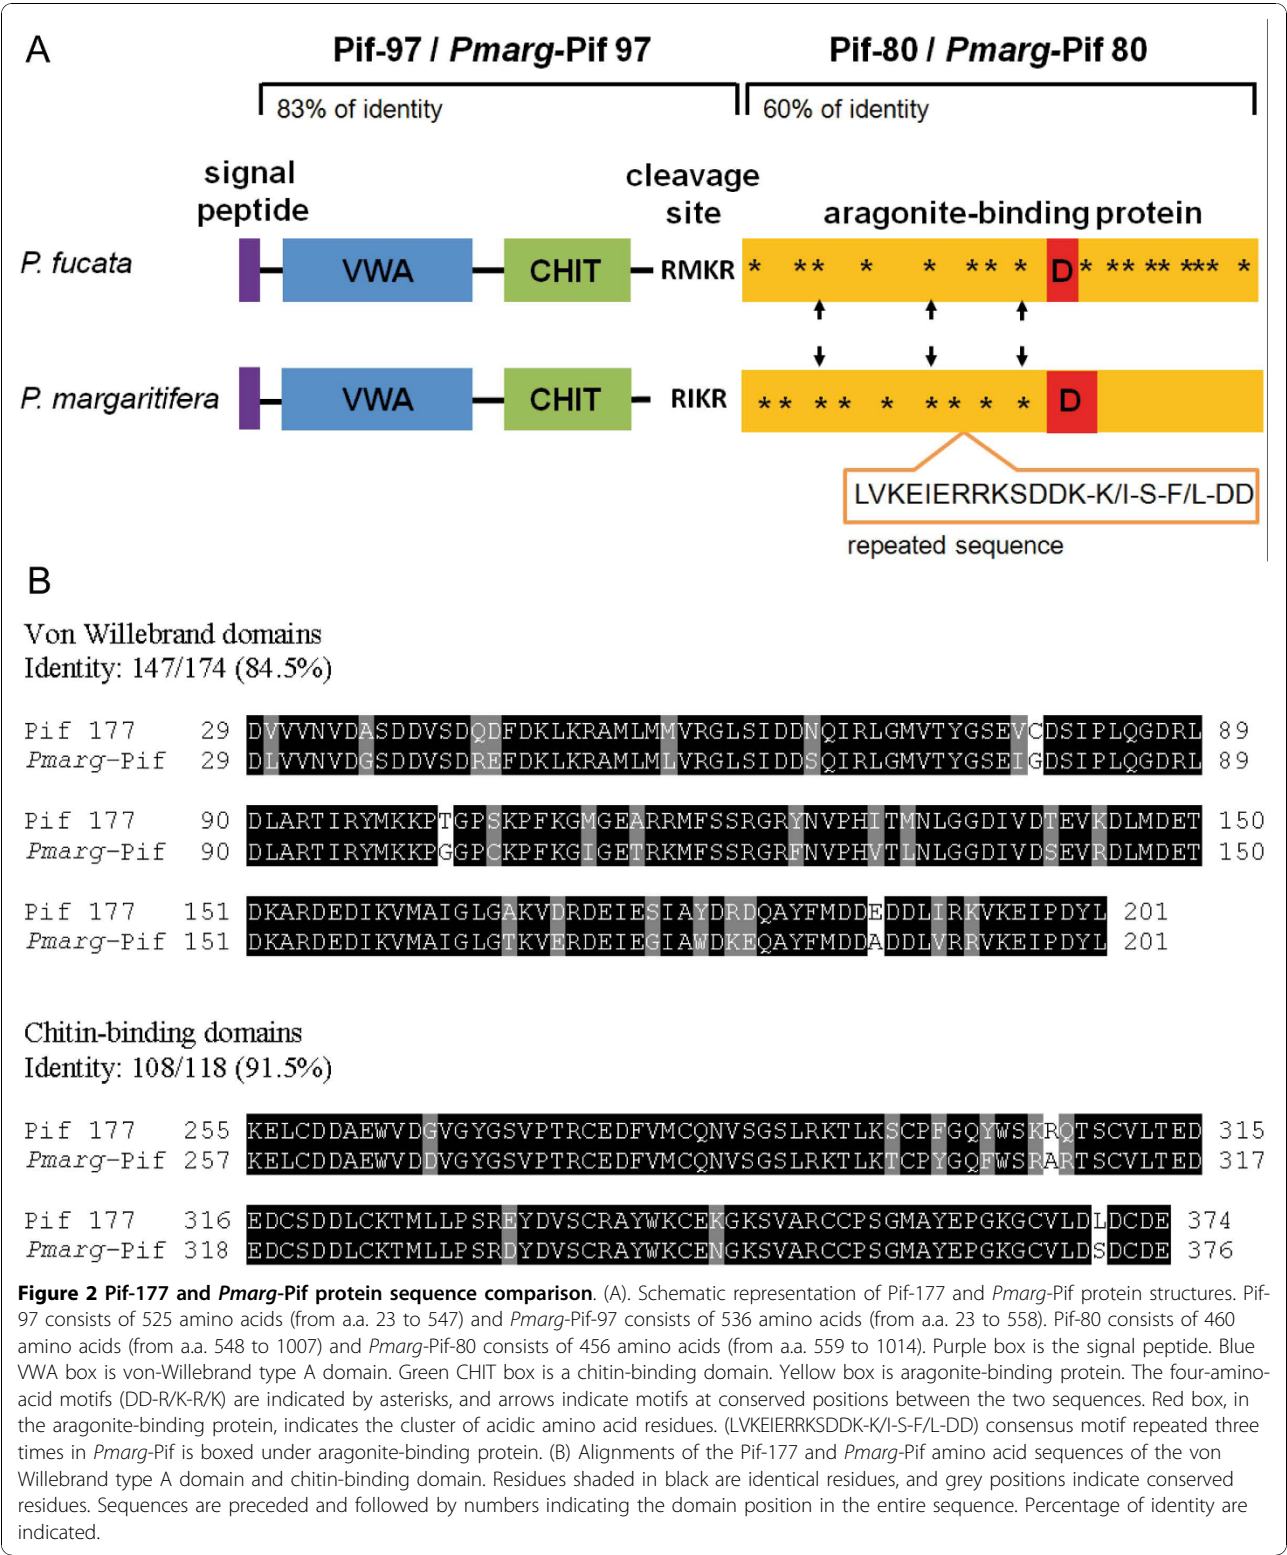 A
Pif-97 / Pmarg-Pif 97
Pif-80 / Pmarg-Pif 80
83% of identity
60% of identity
signal
peptide
cleavage
site
aragonite-binding protein
P. fucata
VWA
CHIT
RMKR
* ** * * ** * D * ** ** *** *
P. margaritifera
VWA
CHIT
RIKR
** ** * ** * * D
LVKEIERRKSDDK-K/I-S-F/L-DD
repeated sequence
B
Von Willebrand domains
Identity: 147/174 (84.5%)
Pif 177 29 DVVVNVDASDDVSDQDFDKLKRAMLMMVRGLSIDDNQIRLGMVTYGSEVCDSIPLQGDRL 89
Pmarg-Pif 29 DLVVNVDGSDDVSDREFDKLKRAMLMLVRGLSIDDSQIRLGMVTYGSEIGDSIPLQGDRL 89
Pif 177 90 DLARTIRYMKKPTGPSKPFKGMGEARRMFSSRGRYNVPHITMNLGGDIVDTEVKDLMDET 150
Pmarg-Pif 90 DLARTIRYMKKPGGPCKPFKGIGETRKMFSSRGRFNVPHVTLNLGGDIVDSEVRDLMDET 150
Pif 177 151 DKARDEDIKVMAIGLGAKVDRDEIESIAYDRDQAYFMDDEDDLIRKVKEIPDYL 201
Pmarg-Pif 151 DKARDEDIKVMAIGLGTKVERDEIEGIAWDKEQAYFMDDADDLVRRVKEIPDYL 201
Chitin-binding domains
Identity: 108/118 (91.5%)
Pif 177 255 KELCDDAEWVDGVGYGSVPTRCEDFVMCQNVSGSLRKTLKSCPFGQYWSKRQTSCVLTED 315
Pmarg-Pif 257 KELCDDAEWVDDVGYGSVPTRCEDFVMCQNVSGSLRKTLKTCPYGQFWSRARTSCVLTED 317
Pif 177 316 EDCSDDLCKTMLLPSREYDVSCRAYWKCEKGKSVARCCPSGMAYEPGKGCVLDLDCDE 374
Pmarg-Pif 318 EDCSDDLCKTMLLPSRDYDVSCRAYWKCENGKSVARCCPSGMAYEPGKGCVLDSDCDE 376
Figure 2 Pif-177 and Pmarg-Pif protein sequence comparison. (A). Schematic representation of Pif-177 and Pmarg-Pif protein structures. Pif-
97 consists of 525 amino acids (from a.a. 23 to 547) and Pmarg-Pif-97 consists of 536 amino acids (from a.a. 23 to 558). Pif-80 consists of 460
amino acids (from a.a. 548 to 1007) and Pmarg-Pif-80 consists of 456 amino acids (from a.a. 559 to 1014). Purple box is the signal peptide. Blue
VWA box is von-Willebrand type A domain. Green CHIT box is a chitin-binding domain. Yellow box is aragonite-binding protein. The four-amino-
acid motifs (DD-R/K-R/K) are indicated by asterisks, and arrows indicate motifs at conserved positions between the two sequences. Red box, in
the aragonite-binding protein, indicates the cluster of acidic amino acid residues. (LVKEIERRKSDDK-K/I-S-F/L-DD) consensus motif repeated three
times in Pmarg-Pif is boxed under aragonite-binding protein. (B) Alignments of the Pif-177 and Pmarg-Pif amino acid sequences of the von
Willebrand type A domain and chitin-binding domain. Residues shaded in black are identical residues, and grey positions indicate conserved
residues. Sequences are preceded and followed by numbers indicating the domain position in the entire sequence. Percentage of identity are
indicated.